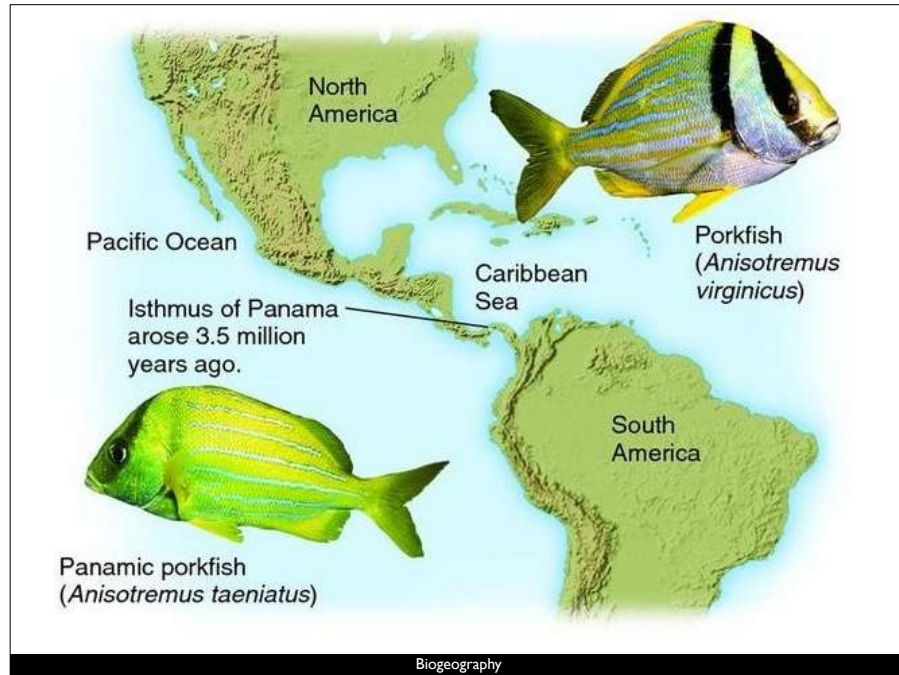 North
America
Pacific Ocean
Caribbean
Sea
Porkfish
(Anisotremus
virginicus)
Isthmus of Panama
arose 3.5 million
years ago.
South
America
Panamic porkfish
(Anisotremus taeniatus)
Biogeography